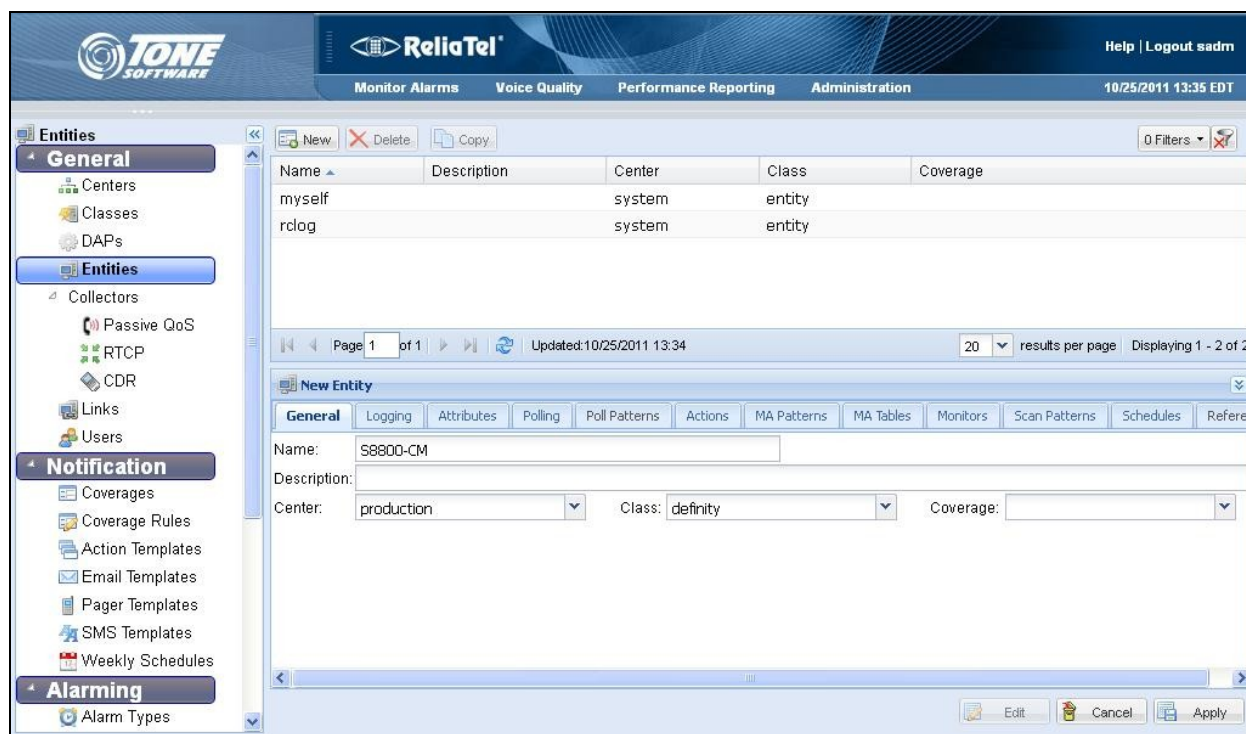 TONE
SOFTWARE
ReliaTel
Help | Logout sadm
Monitor Alarms Voice Quality Performance Reporting Administration
10/25/2011 13:35 EDT
Entities
General
Centers
Classes
DAPs
Entities
Collectors
Passive QoS
RTCP
CDR
Links
Users
Notification
Coverages
Coverage Rules
Action Templates
Email Templates
Pager Templates
SMS Templates
Weekly Schedules
Alarming
Alarm Types
New Delete Copy
0 Filters
Name Description Center Class Coverage
myself system entity
rclog system entity
Page 1 of 1 Updated:10/25/2011 13:34 20 results per page Displaying 1 - 2 of 2
New Entity
General Logging Attributes Polling Poll Patterns Actions MA Patterns MA Tables Monitors Scan Patterns Schedules Refere
Name: S8800-CM
Description:
Center: production Class: definity Coverage:
Edit Cancel Apply